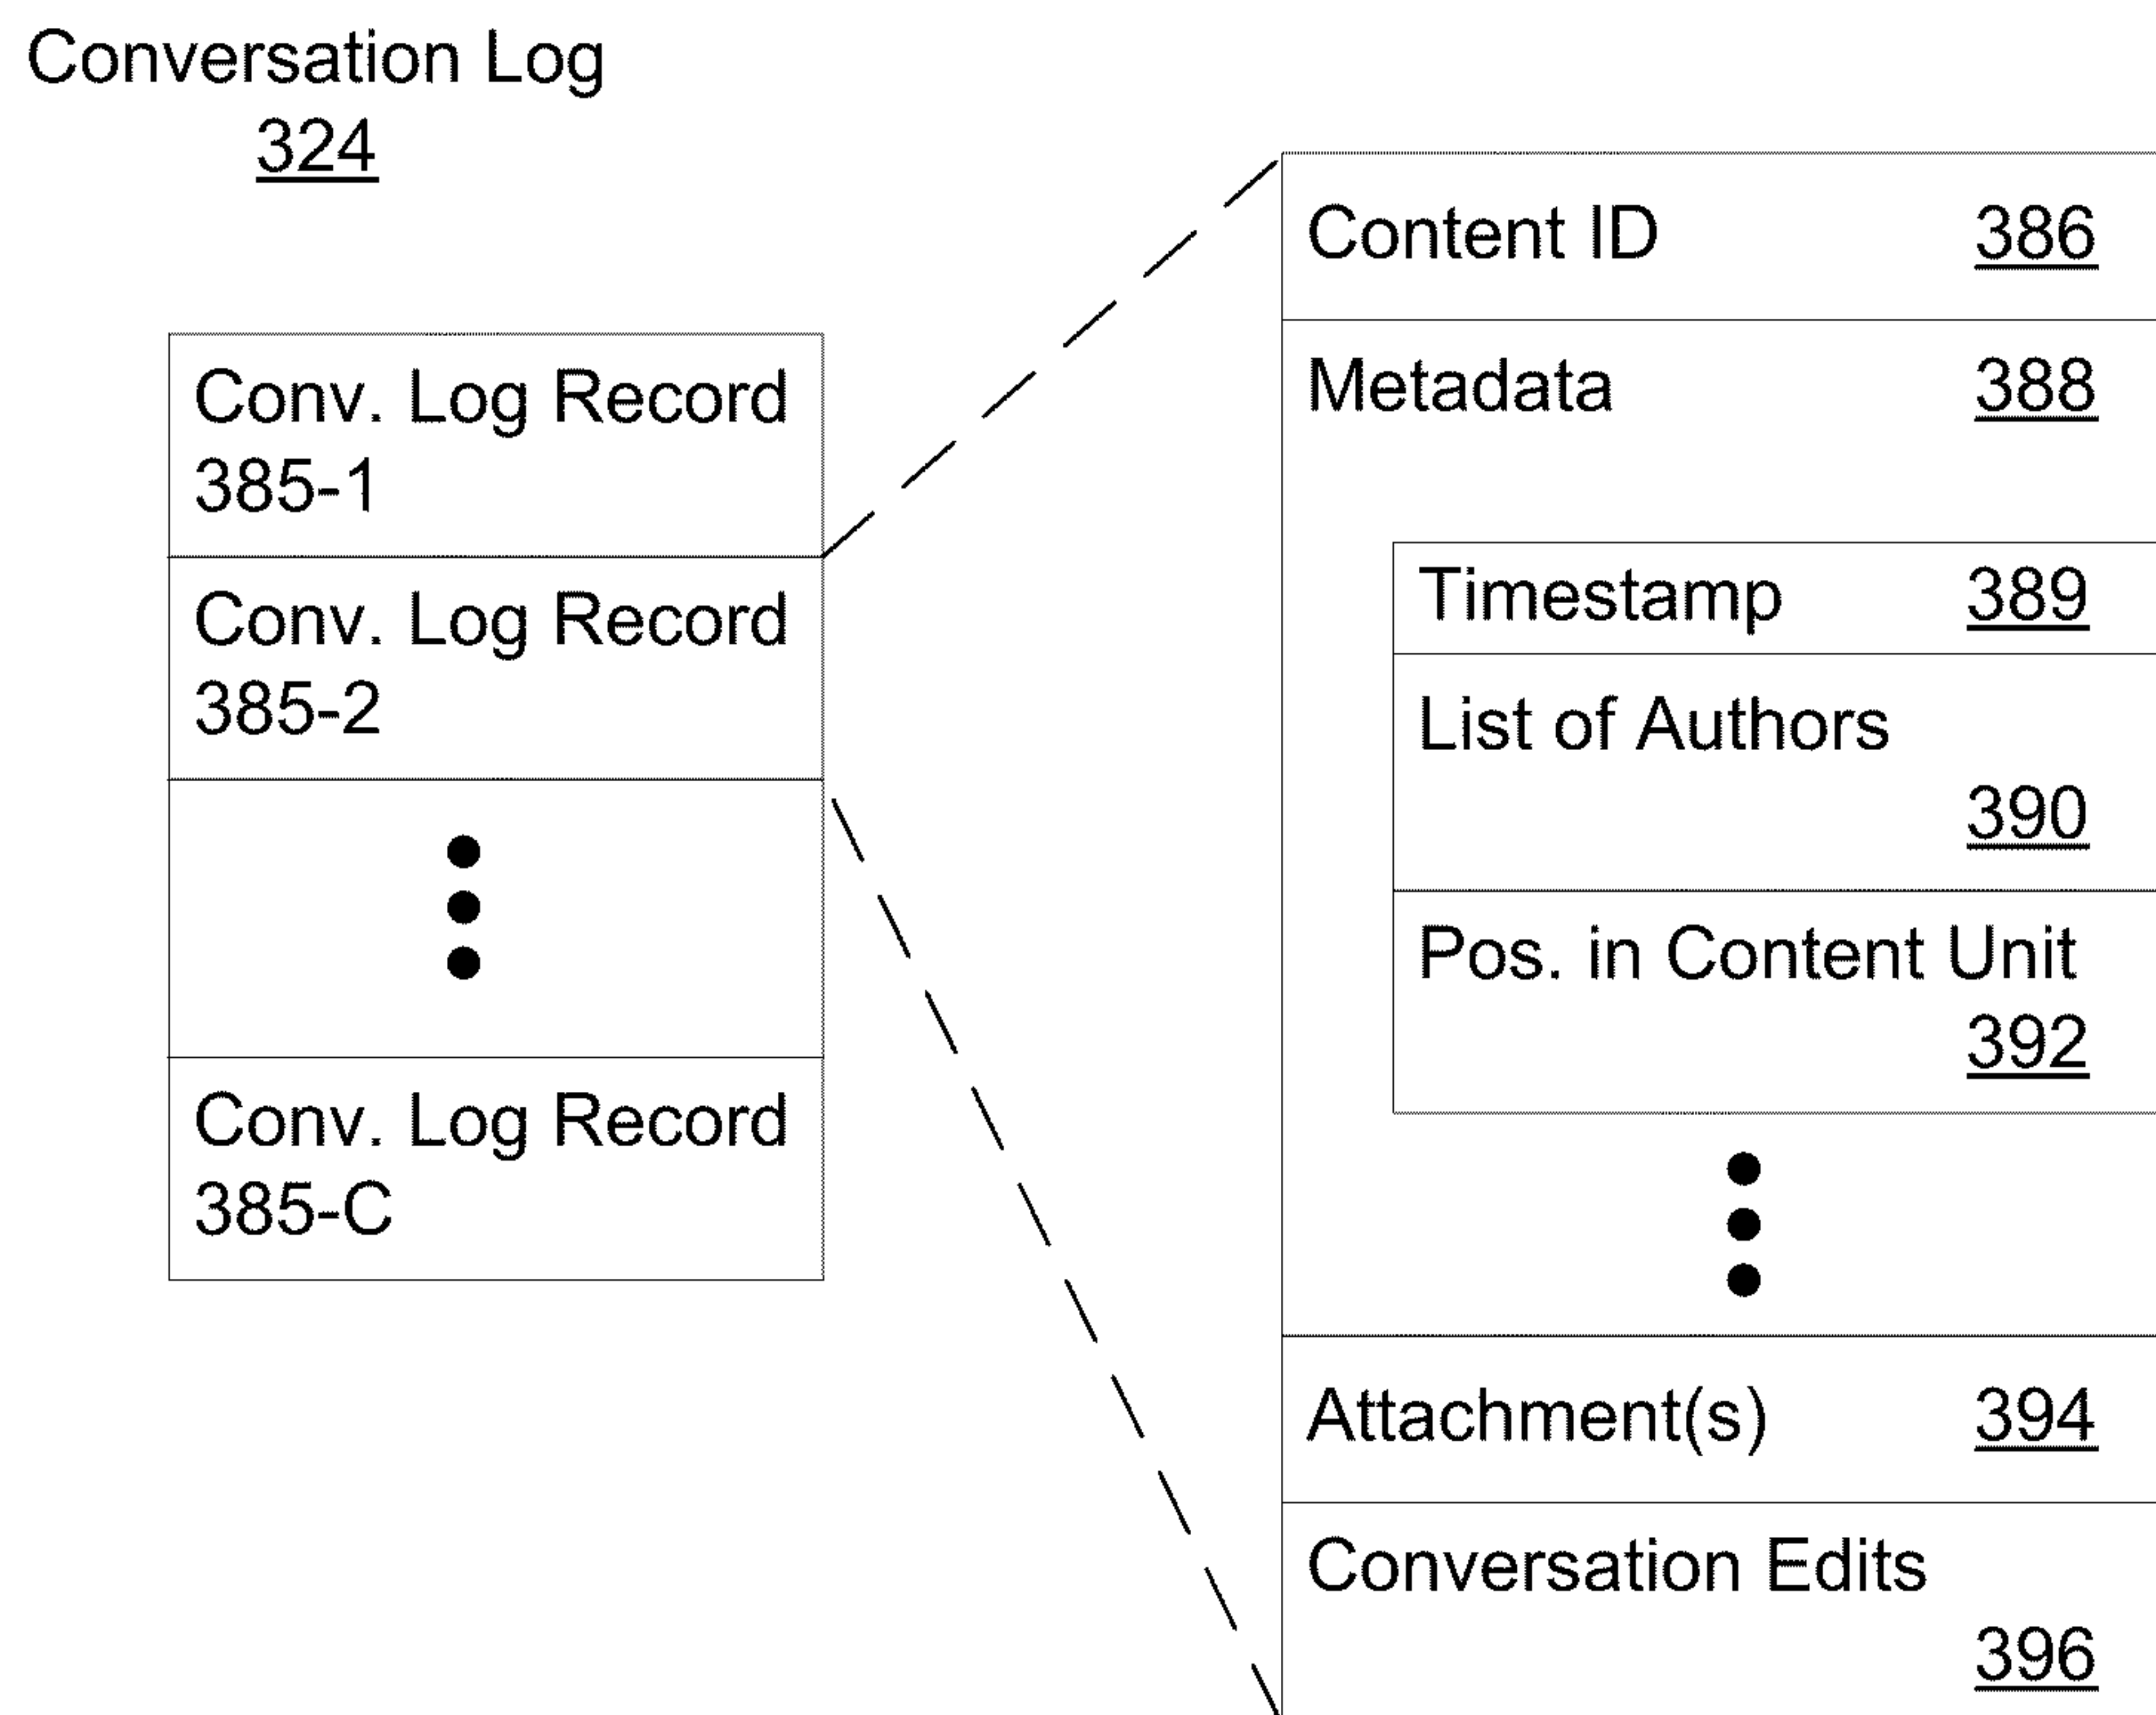 Conversation Log
324
Conv. Log Record
385-1
Conv. Log Record
385-2
Conv. Log Record
385-C
Content ID 386
Metadata 388
Timestamp 389
List of Authors
390
Pos. in Content Unit
392
Attachment(s) 394
Conversation Edits
396